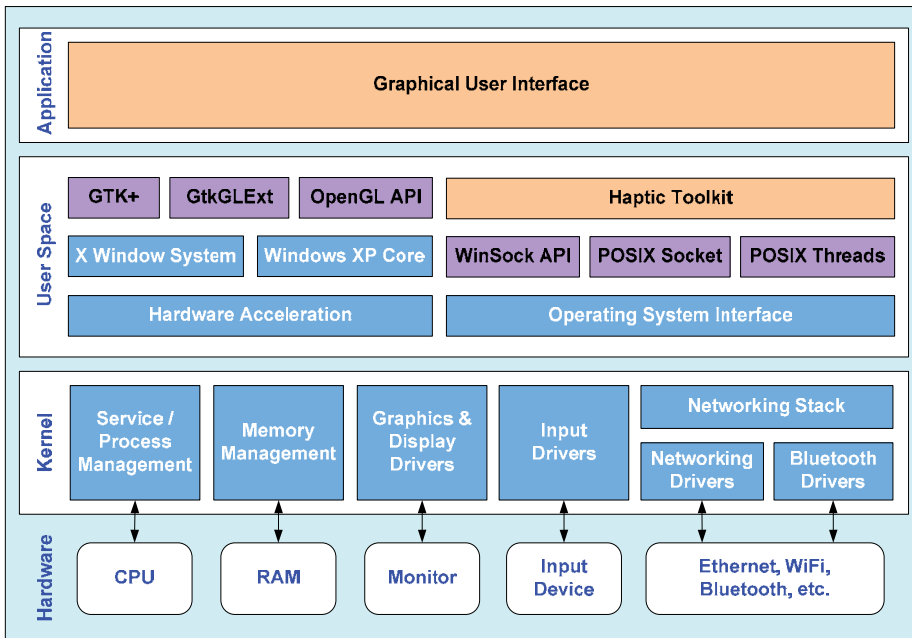 Application
Graphical User Interface
User Space
GTK+
GtkGLExt
OpenGL API
Haptic Toolkit
X Window System
Windows XP Core
WinSock API
POSIX Socket
POSIX Threads
Hardware Acceleration
Operating System Interface
Kernel
Service /
Process
Management
Memory
Management
Graphics &
Display
Drivers
Input
Drivers
Networking Stack
Networking
Drivers
Bluetooth
Drivers
Hardware
CPU
RAM
Monitor
Input
Device
Ethernet, WiFi,
Bluetooth, etc.